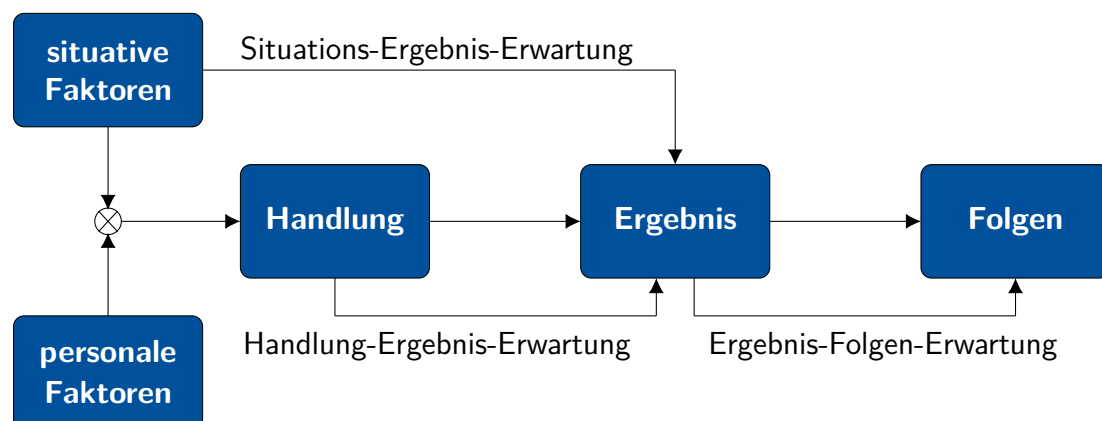 situative
Faktoren
Situations-Ergebnis-Erwartung
Handlung
Ergebnis
Folgen
Handlung-Ergebnis-Erwartung
Ergebnis-Folgen-Erwartung
personale
Faktoren